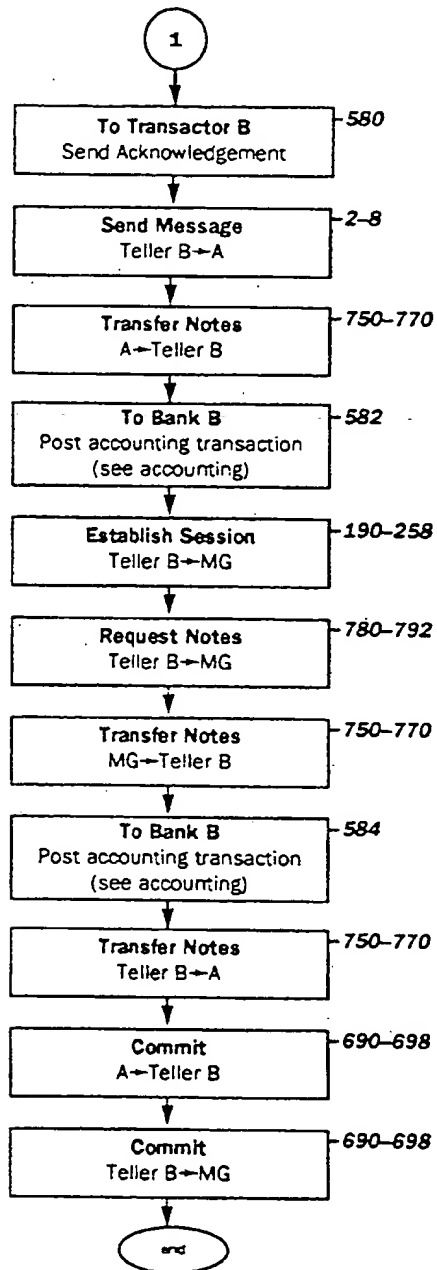 1
To Transactor B
Send Acknowledgement
580
Send Message
Teller B→A
2-8
Transfer Notes
A→Teller B
750-770
To Bank B
Post accounting transaction
(see accounting)
582
Establish Session
Teller B→MG
190-258
Request Notes
Teller B→MG
780-792
Transfer Notes
MG→Teller B
750-770
To Bank B
Post accounting transaction
(see accounting)
584
Transfer Notes
Teller B→A
750-770
Commit
A→Teller B
690-698
Commit
Teller B→MG
690-698
end